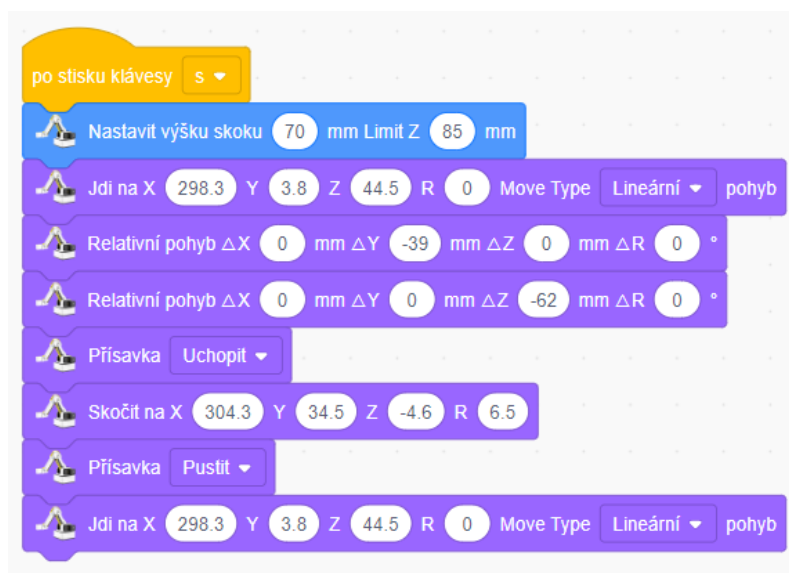 po stisku klávesy s
Nastavit výšku skoku 70 mm Limit Z 85 mm
Jdi na X 298.3 Y 3.8 Z 44.5 R 0 Move Type Lineární pohyb
Relativní pohyb △X 0 mm △Y -39 mm △Z 0 mm △R 0 °
Relativní pohyb △X 0 mm △Y 0 mm △Z -62 mm △R 0 °
Přísavka Uchopit
Skočit na X 304.3 Y 34.5 Z -4.6 R 6.5
Přísavka Pustit
Jdi na X 298.3 Y 3.8 Z 44.5 R 0 Move Type Lineární pohyb